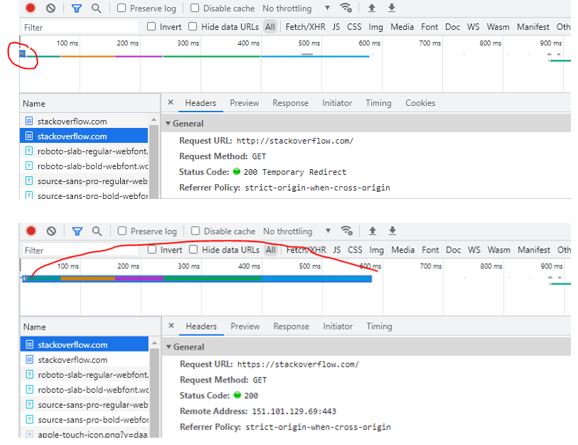 Preserve log Disable cache No throttling
Filter Invert Hide data URLs All Fetch/XHR JS CSS Img Media Font Doc WS Wasm Manifest Othe
100 ms 200 ms 300 ms 400 ms 500 ms 600 ms 700 ms 800 ms 900 ms
Name × Headers Preview Response Initiator Timing Cookies
stackoverflow.com
General
stackoverflow.com
Request URL: http://stackoverflow.com/
roboto-slab-regular-webfont.
Request Method: GET
roboto-slab-bold-webfont.wc
Status Code: 200 Temporary Redirect
source-sans-pro-regular-web
Referrer Policy: strict-origin-when-cross-origin
source-sans-pro-bold-webfon
Preserve log Disable cache No throttling
Filter Invert Hide data URLs All Fetch/XHR JS CSS Img Media Font Doc WS Wasm Manifest Othe
100 ms 200 ms 300 ms 400 ms 500 ms 600 ms 700 ms 800 ms 900 ms
Name × Headers Preview Response Initiator Timing
stackoverflow.com
General
stackoverflow.com
Request URL: https://stackoverflow.com/
roboto-slab-regular-webfont.
Request Method: GET
roboto-slab-bold-webfont.wc
Status Code: 200
source-sans-pro-regular-web
Remote Address: 151.101.129.69:443
source-sans-pro-bold-webfon
Referrer Policy: strict-origin-when-cross-origin
apple-touch-icon.png?v=daa